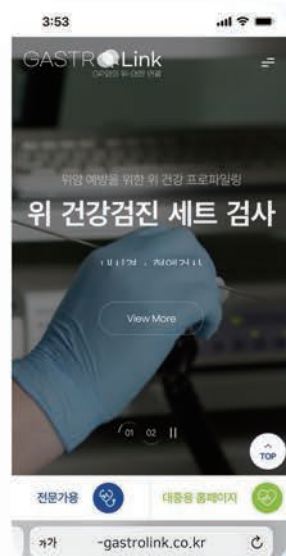 3:53
GASTROLink
위암 예방을 위한 위 건강 프로파일링
위 건강검진 세트 검사
View More
01 02
TOP
전문가용
대중용 홈페이지
가가 -gastrolink.co.kr